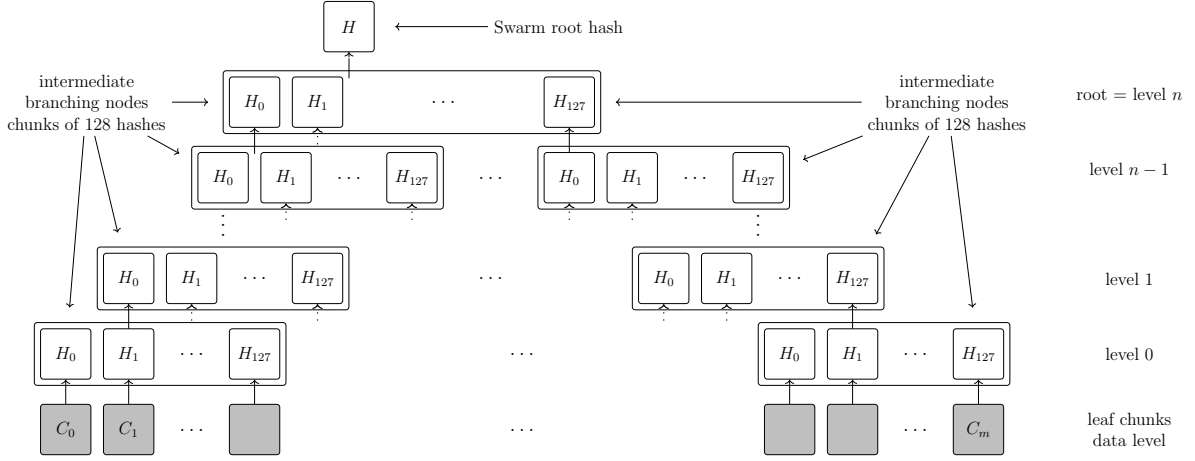 H
Swarm root hash
intermediate
branching nodes
chunks of 128 hashes
H₀ H₁ ··· H₁₂₇
intermediate
branching nodes
chunks of 128 hashes
root = level n
H₀ H₁ ··· H₁₂₇ ··· H₀ H₁ ··· H₁₂₇
level n − 1
H₀ H₁ ··· H₁₂₇ ··· H₀ H₁ ··· H₁₂₇
level 1
H₀ H₁ ··· H₁₂₇ ··· H₀ H₁ ··· H₁₂₇
level 0
C₀ C₁ ··· ··· ··· Cₘ
leaf chunks
data level